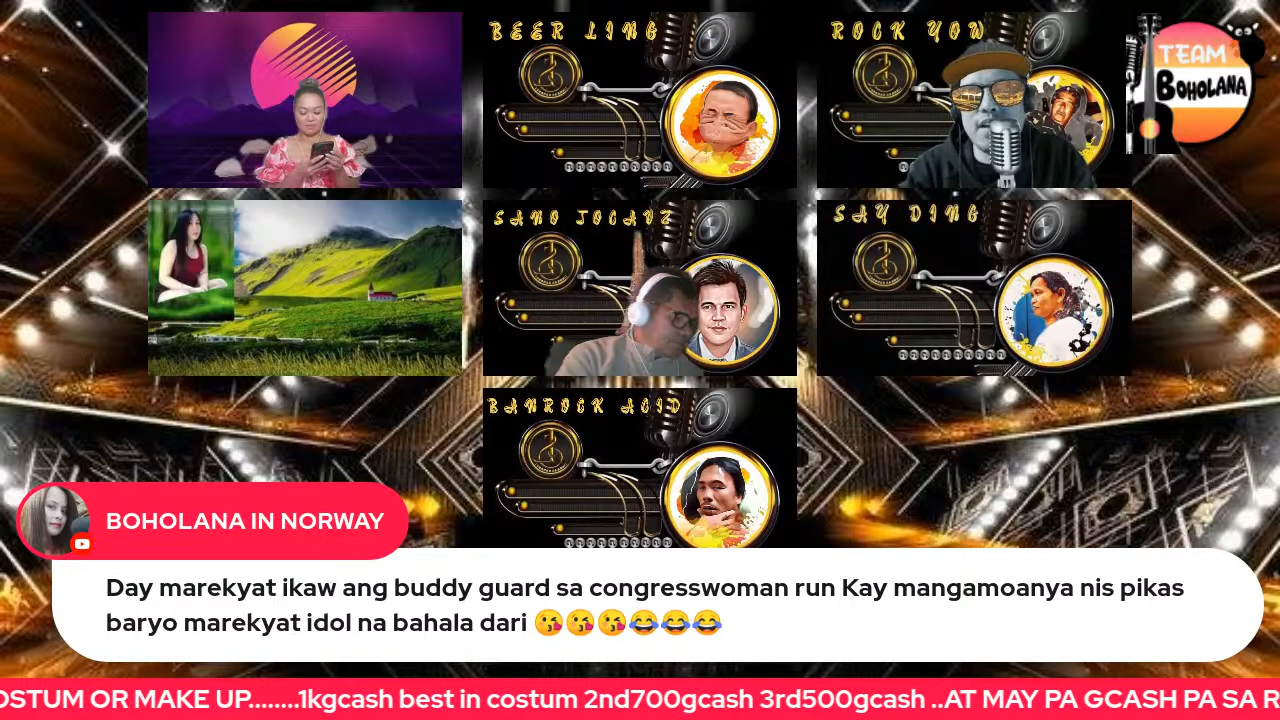 BEER LING
ROCK YOW
TEAM
BOHOLANA
SANO JOCAVZ
SAY DING
BANROCK ACID
BOHOLANA IN NORWAY
Day marekyat ikaw ang buddy guard sa congresswoman run Kay mangamoanya nis pikas
baryo marekyat idol na bahala dari 😘😘😘😂😂😂
OSTUM OR MAKE UP........1kgcash best in costum 2nd700gcash 3rd500gcash ..AT MAY PA GCASH PA SA R